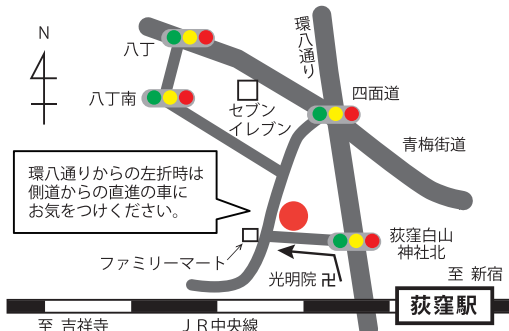 N
八丁
環八通り
八丁南
セブン
イレブン
四面道
青梅街道
環八通りからの左折時は
側道からの直進の車に
お気をつけください。
荻窪白山
神社北
ファミリーマート
光明院 卍
至 新宿
荻窪駅
至 吉祥寺
JR中央線